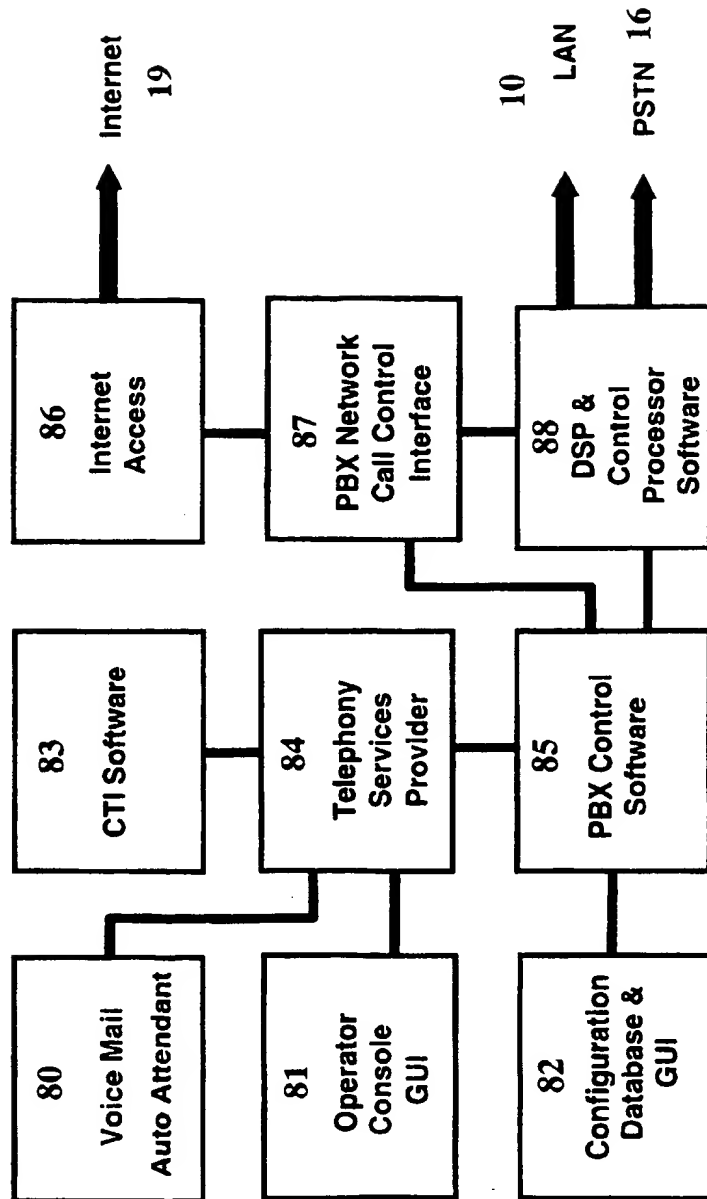 80
Voice Mail
Auto Attendant
83
CTI Software
86
Internet
Access
Internet
19
81
Operator
Console
GUI
84
Telephony
Services
Provider
87
PBX Network
Call Control
Interface
82
Configuration
Database &
GUI
85
PBX Control
Software
88
DSP &
Control
Processor
Software
10
LAN
PSTN 16